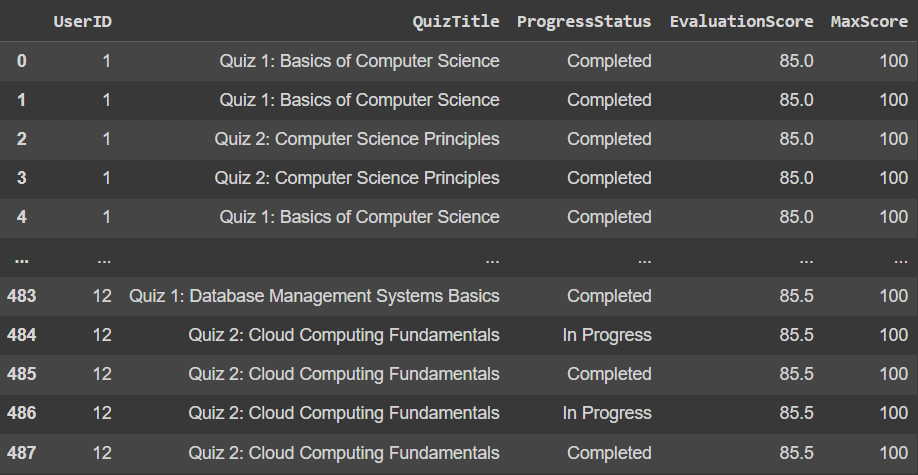 UserID QuizTitle ProgressStatus EvaluationScore MaxScore
0 1 Quiz 1: Basics of Computer Science Completed 85.0 100
1 1 Quiz 1: Basics of Computer Science Completed 85.0 100
2 1 Quiz 2: Computer Science Principles Completed 85.0 100
3 1 Quiz 2: Computer Science Principles Completed 85.0 100
4 1 Quiz 1: Basics of Computer Science Completed 85.0 100
... ... ... ... ... ...
483 12 Quiz 1: Database Management Systems Basics Completed 85.5 100
484 12 Quiz 2: Cloud Computing Fundamentals In Progress 85.5 100
485 12 Quiz 2: Cloud Computing Fundamentals Completed 85.5 100
486 12 Quiz 2: Cloud Computing Fundamentals In Progress 85.5 100
487 12 Quiz 2: Cloud Computing Fundamentals Completed 85.5 100